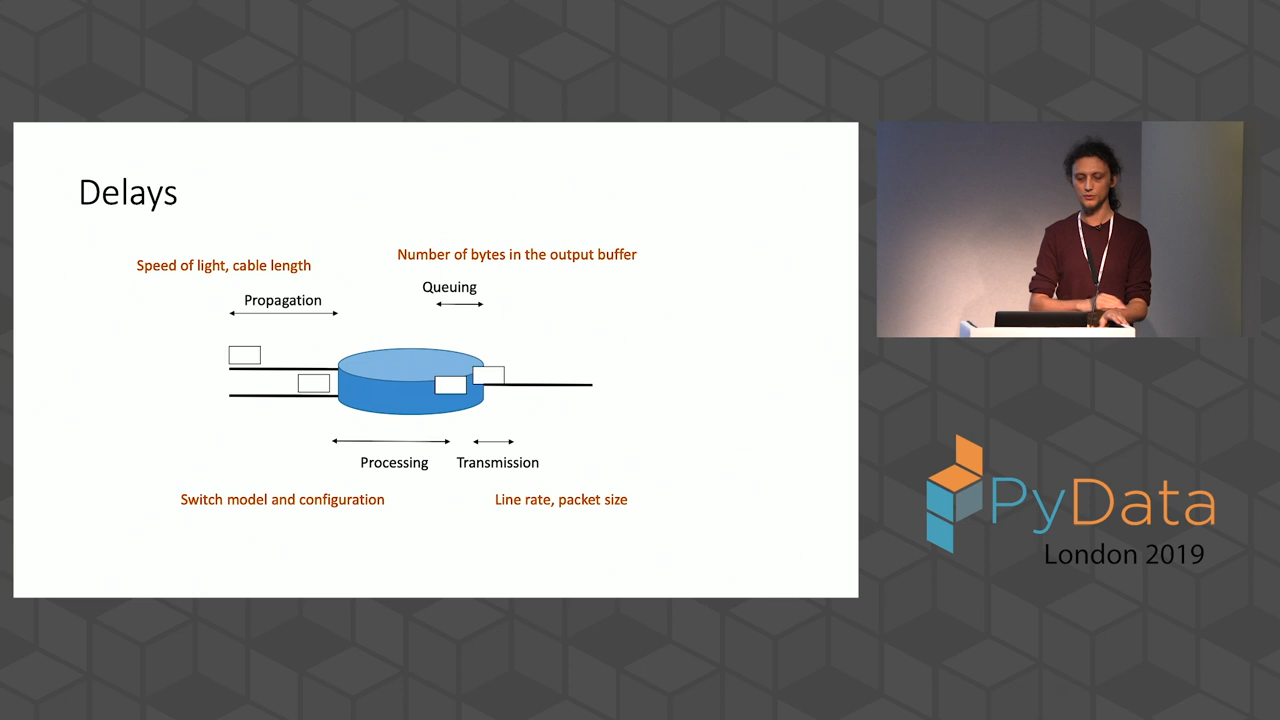 Delays
Speed of light, cable length
Number of bytes in the output buffer
Propagation
Queuing
Processing
Transmission
Switch model and configuration
Line rate, packet size
PyData
London 2019